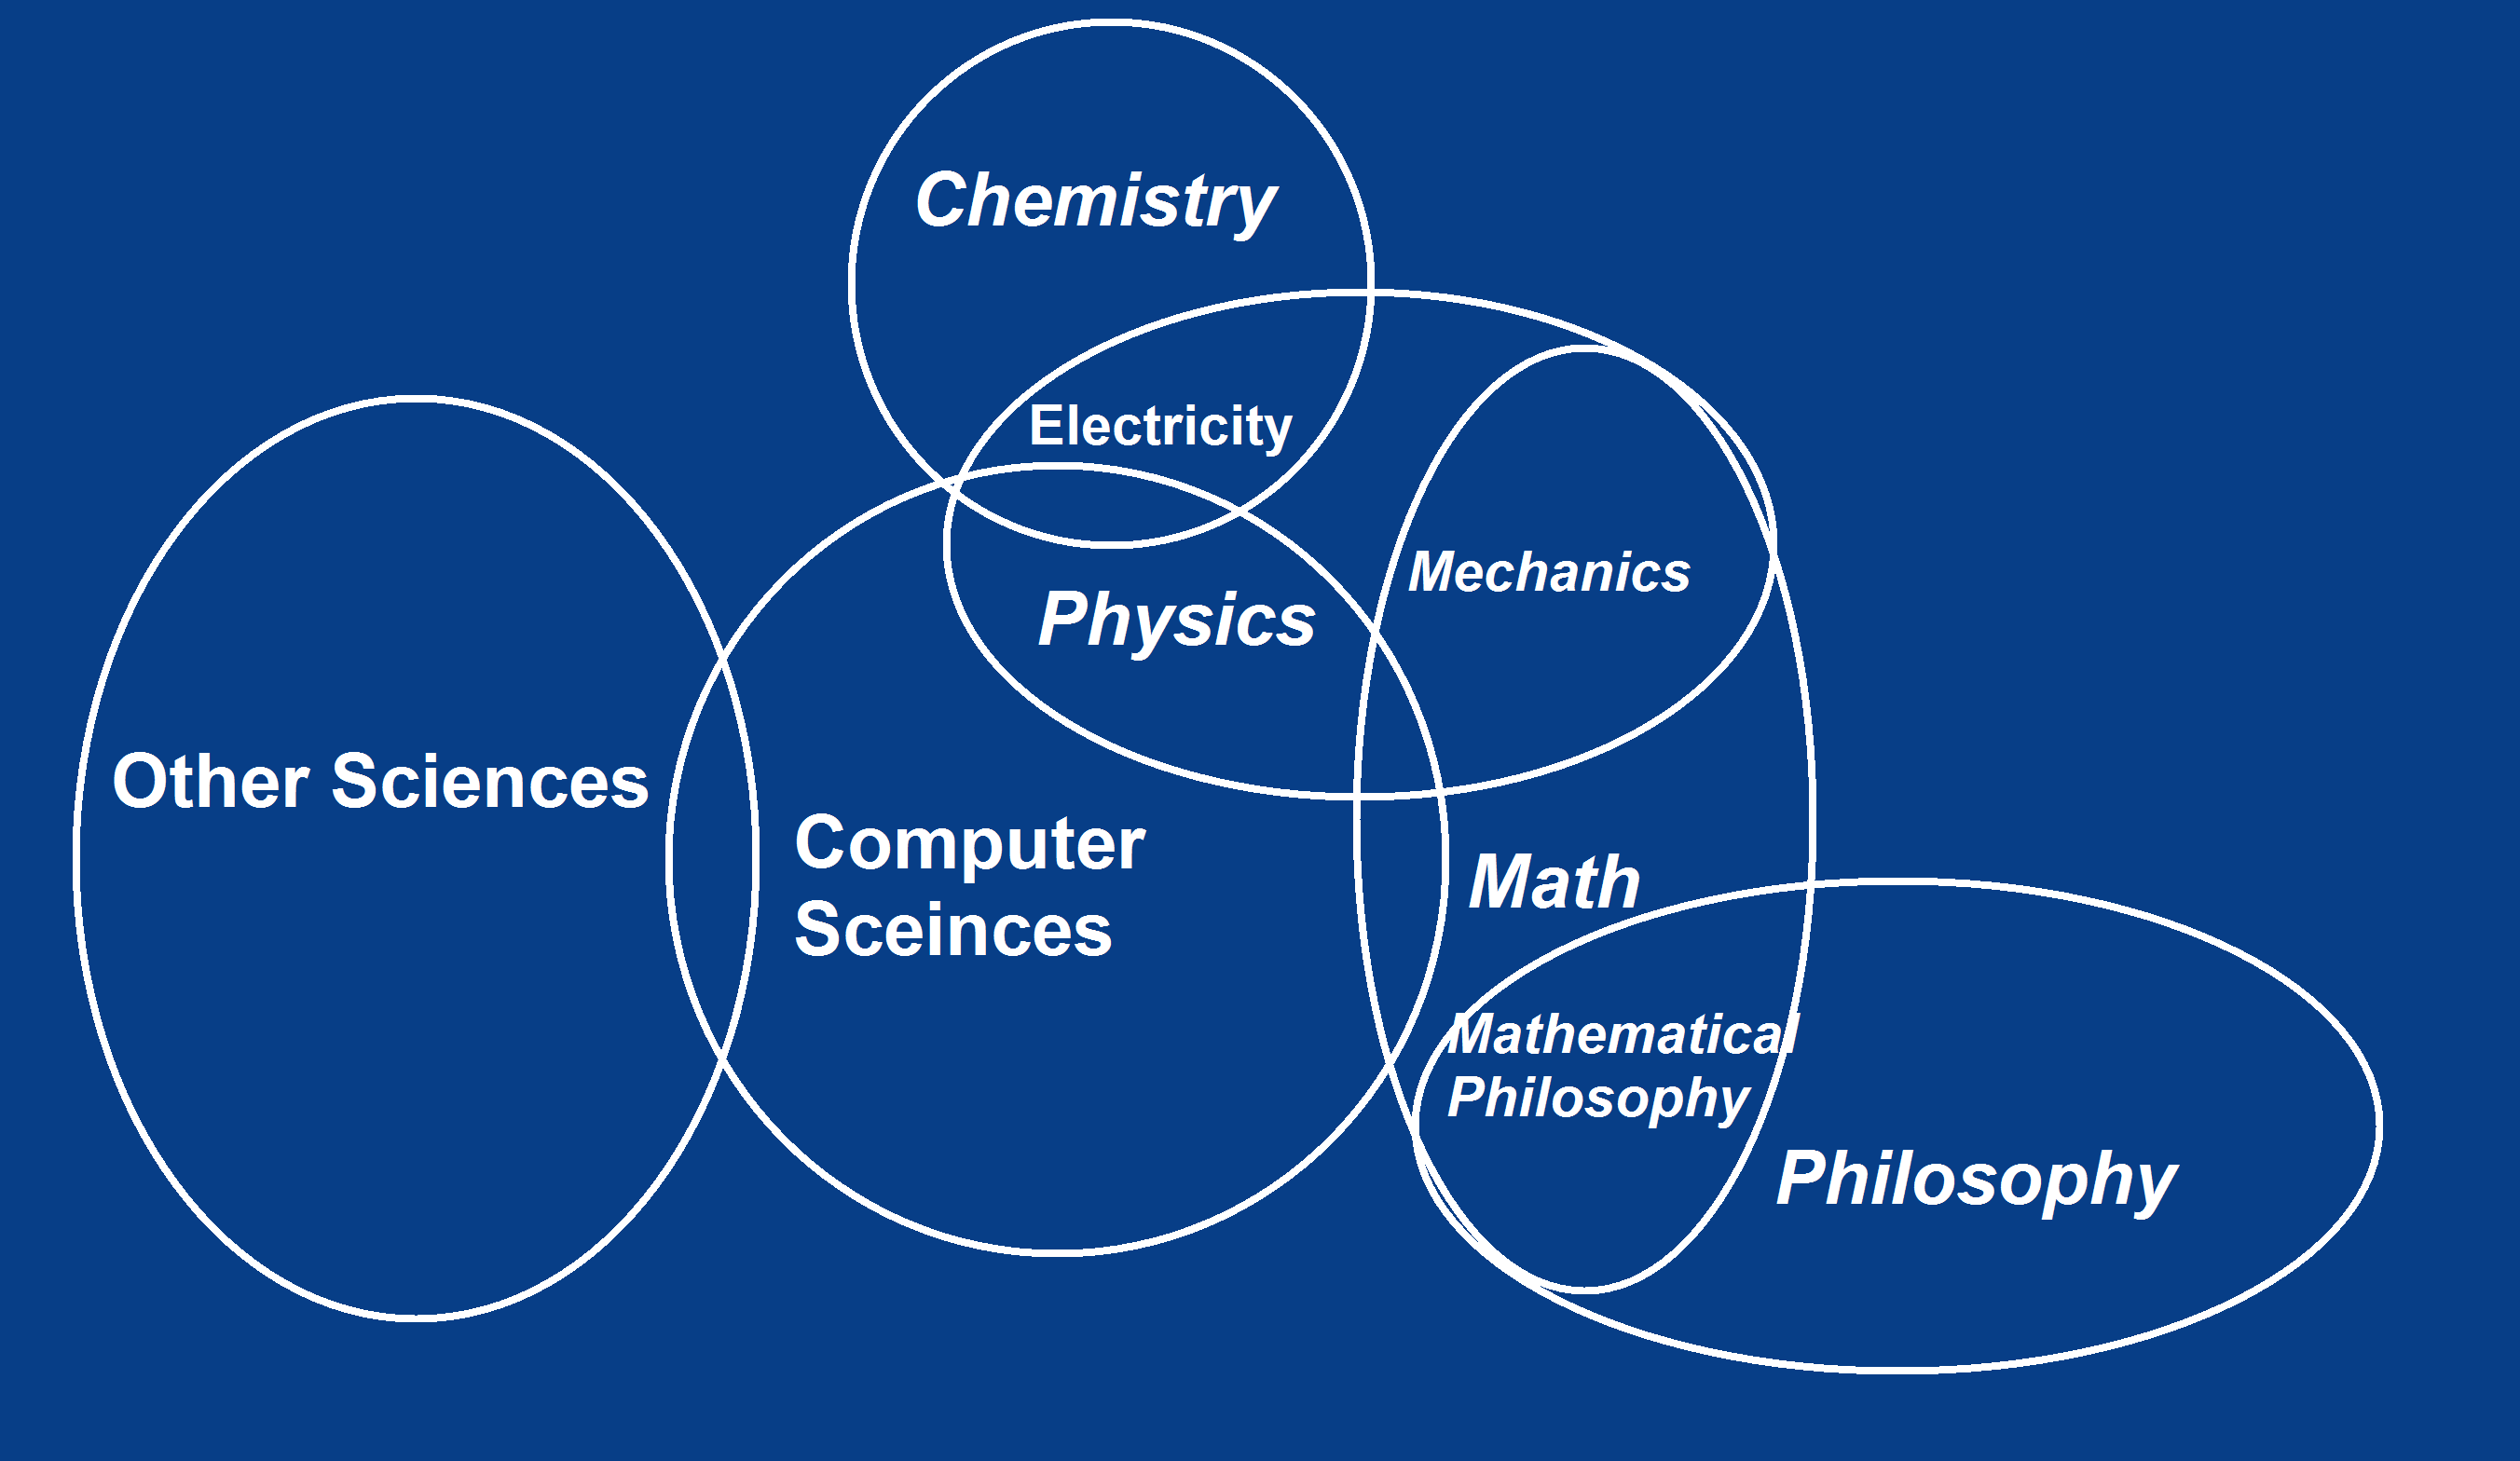 Chemistry
Electricity
Mechanics
Physics
Other Sciences
Computer
Sceinces
Math
Mathematical
Philosophy
Philosophy